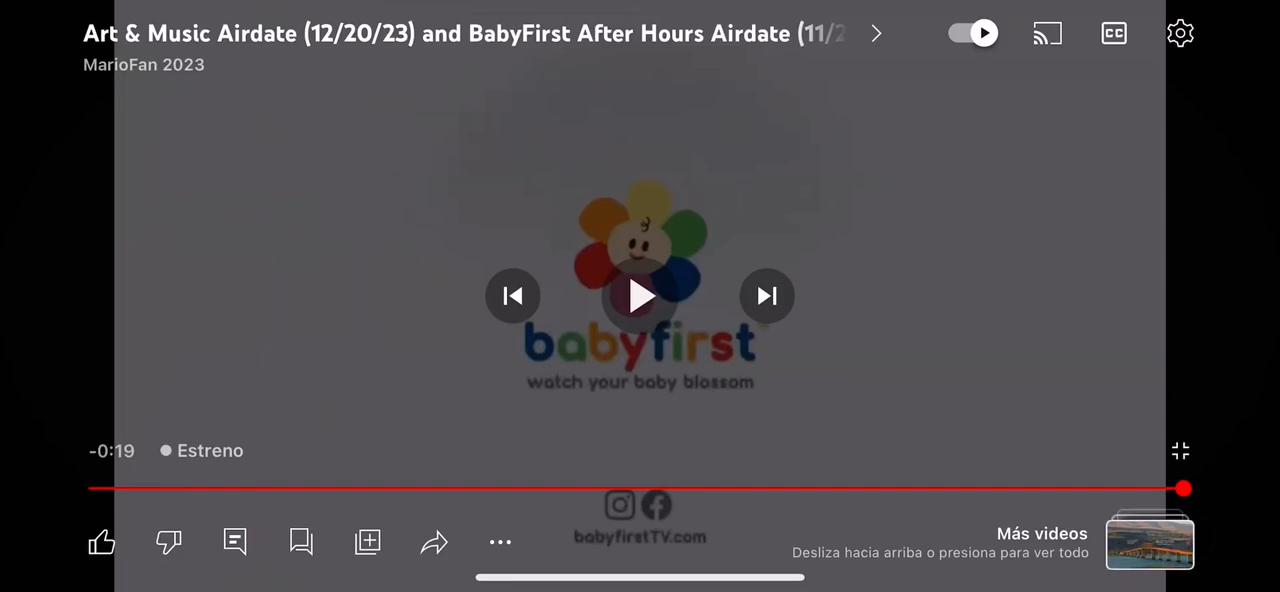 Art & Music Airdate (12/20/23) and BabyFirst After Hours Airdate (11/2
MarioFan 2023
CC
babyfirst
watch your baby blossom
-0:19 Estreno
babyfirstTV.com
Más videos
Desliza hacia arriba o presiona para ver todo